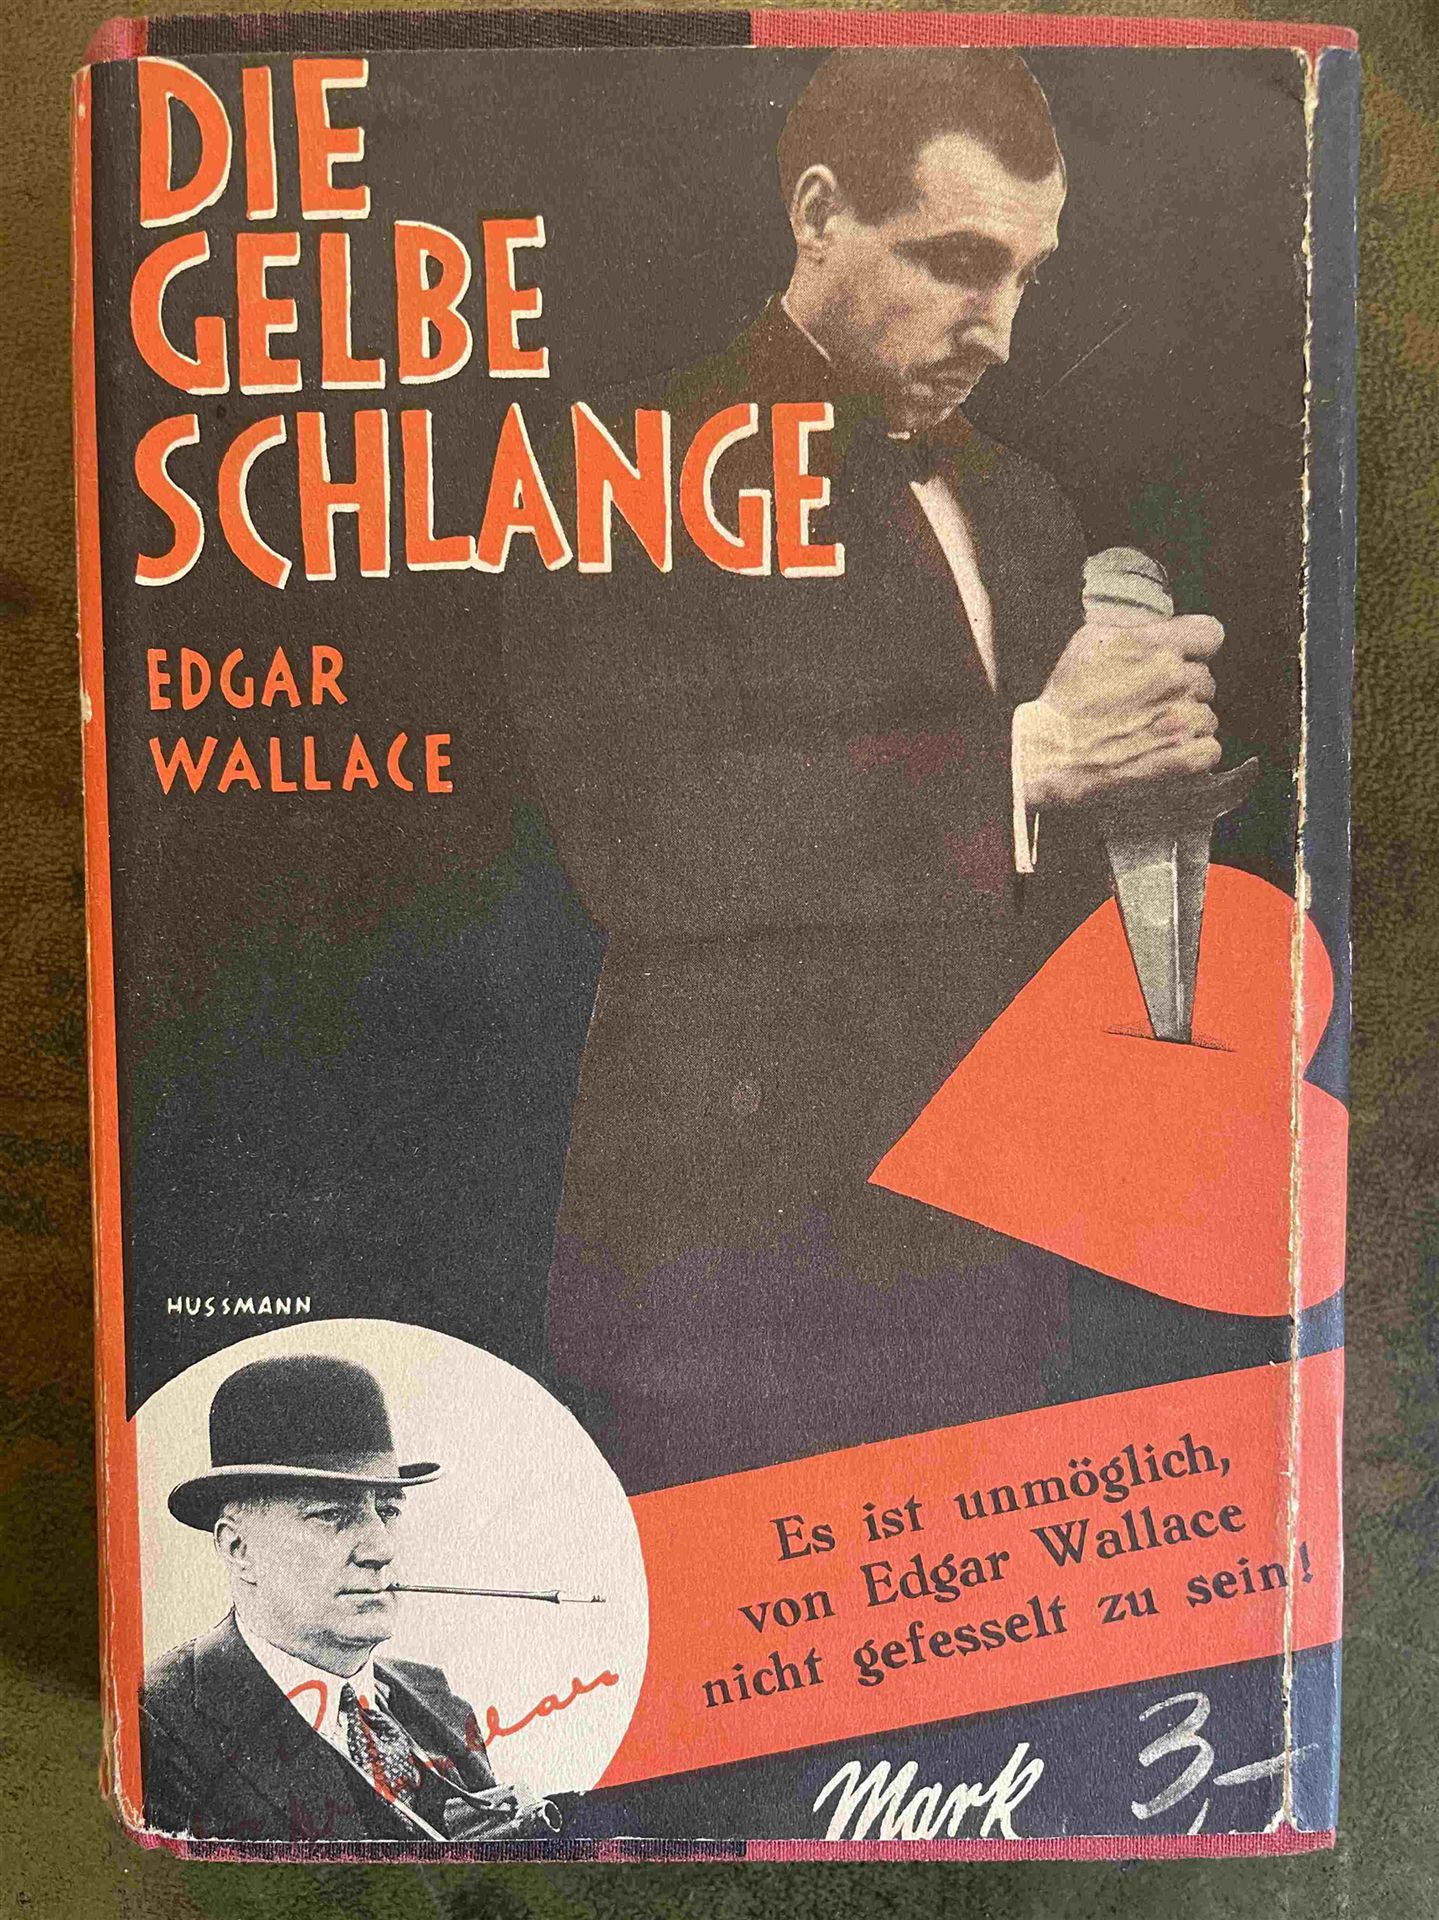 DIE
GELBE
SCHLANGE
EDGAR
WALLACE
HUSSMANN
Es ist unmöglich,
von Edgar Wallace
nicht gefesselt zu sein!
Mark 3,-